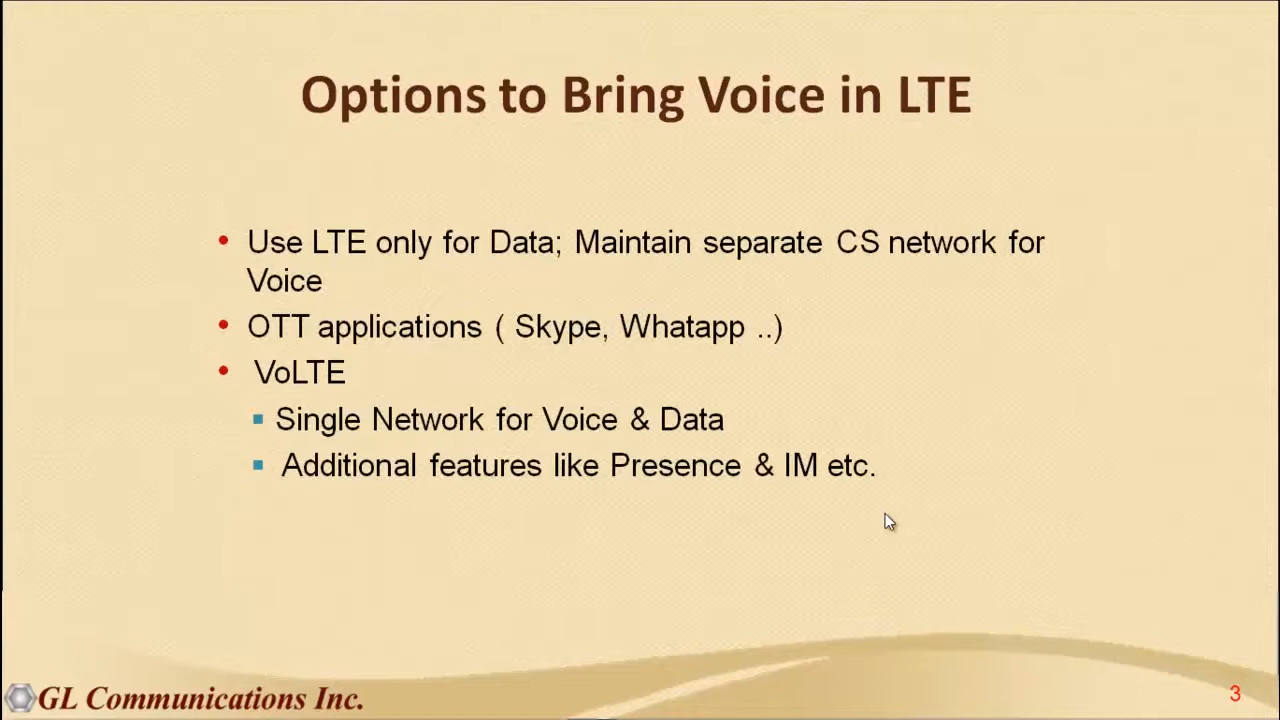 Options to Bring Voice in LTE
• Use LTE only for Data; Maintain separate CS network for
Voice
• OTT applications ( Skype, Whatapp ..)
• VoLTE
▪ Single Network for Voice & Data
▪ Additional features like Presence & IM etc.
GL Communications Inc.
3